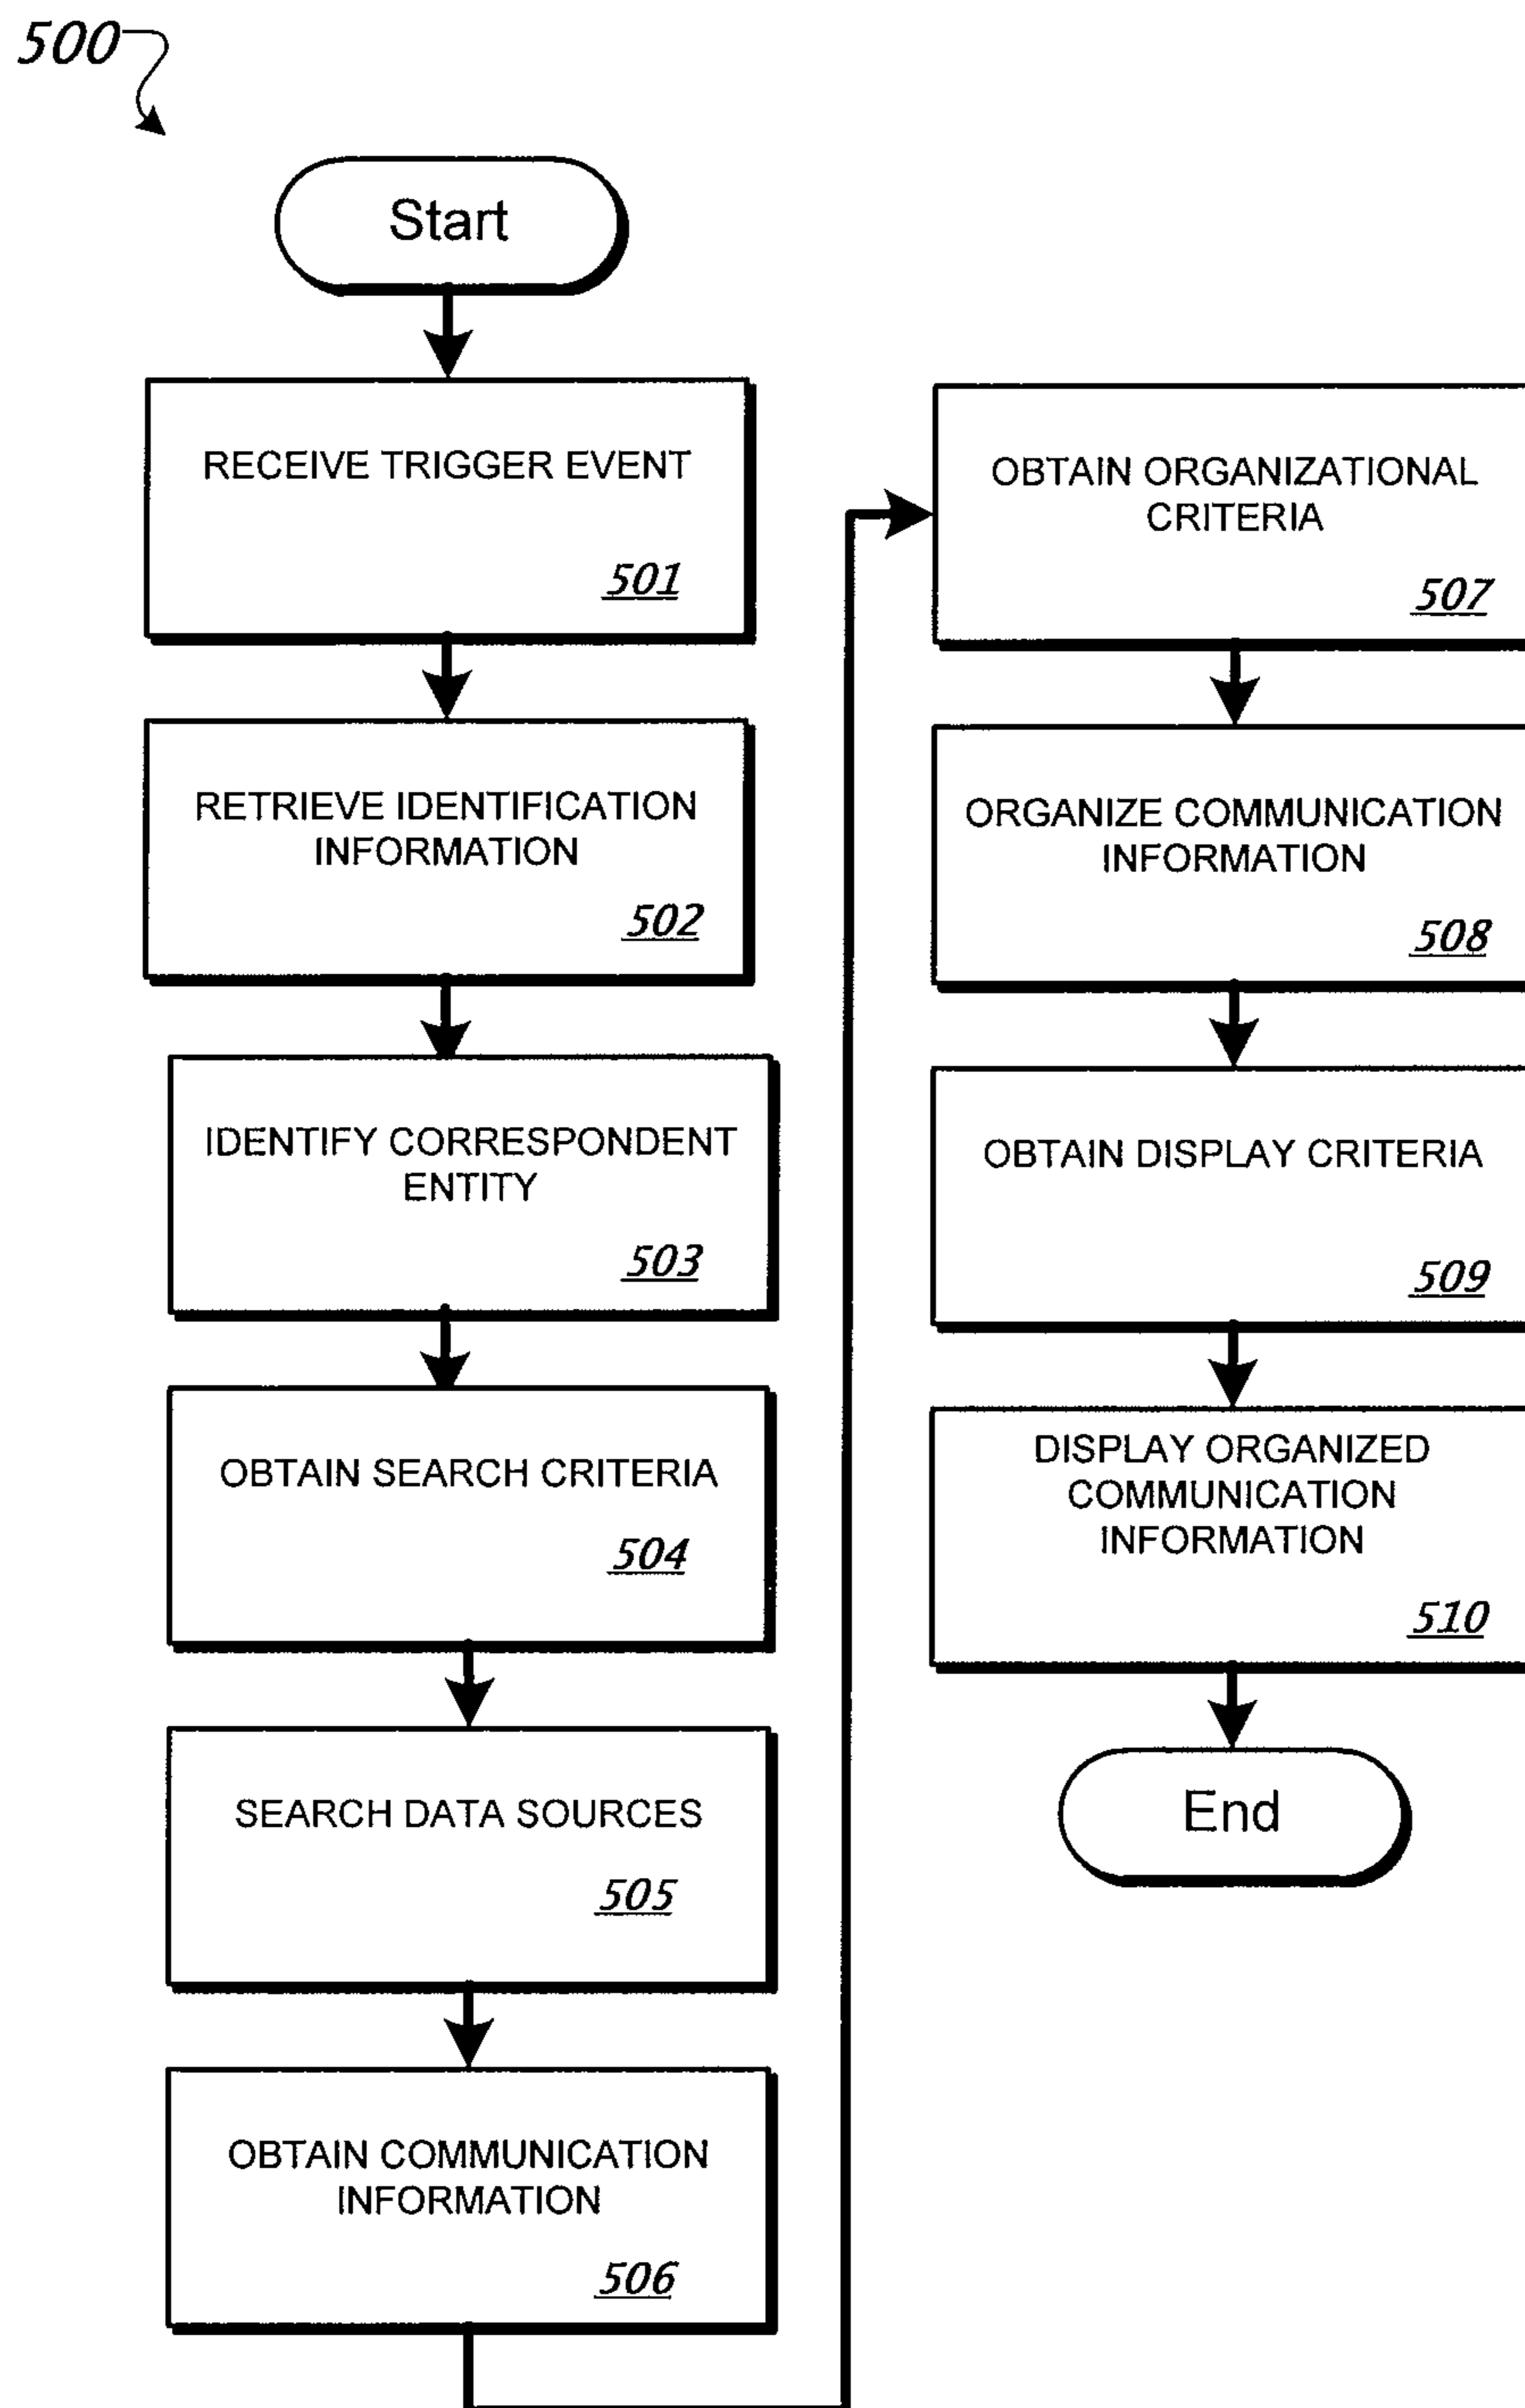 500
Start
RECEIVE TRIGGER EVENT
501
RETRIEVE IDENTIFICATION
INFORMATION
502
IDENTIFY CORRESPONDENT
ENTITY
503
OBTAIN SEARCH CRITERIA
504
SEARCH DATA SOURCES
505
OBTAIN COMMUNICATION
INFORMATION
506
OBTAIN ORGANIZATIONAL
CRITERIA
507
ORGANIZE COMMUNICATION
INFORMATION
508
OBTAIN DISPLAY CRITERIA
509
DISPLAY ORGANIZED
COMMUNICATION
INFORMATION
510
End